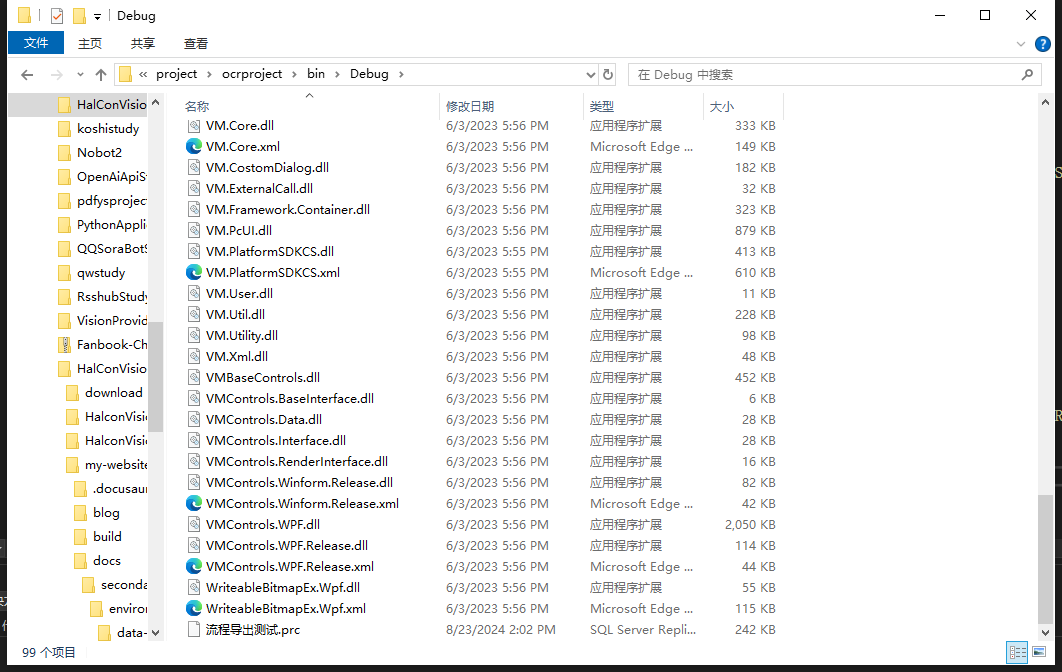 Debug
文件 主页 共享 查看
« project › ocrproject › bin › Debug › 在 Debug 中搜索
名称 修改日期 类型 大小
HalConVisio
koshistudy
Nobot2
OpenAiApiS
pdfysprojec
PythonAppli
QQSoraBotS
qwstudy
RsshubStudy
VisionProvid
Fanbook-Ch
HalConVisio
download
HalconVisio
HalconVisio
my-website
.docusau
blog
build
docs
seconda
enviror
data-
VM.Core.dll 6/3/2023 5:56 PM 应用程序扩展 333 KB
VM.Core.xml 6/3/2023 5:56 PM Microsoft Edge ... 149 KB
VM.CostomDialog.dll 6/3/2023 5:56 PM 应用程序扩展 182 KB
VM.ExternalCall.dll 6/3/2023 5:56 PM 应用程序扩展 32 KB
VM.Framework.Container.dll 6/3/2023 5:56 PM 应用程序扩展 323 KB
VM.PcUI.dll 6/3/2023 5:56 PM 应用程序扩展 879 KB
VM.PlatformSDKCS.dll 6/3/2023 5:55 PM 应用程序扩展 413 KB
VM.PlatformSDKCS.xml 6/3/2023 5:55 PM Microsoft Edge ... 610 KB
VM.User.dll 6/3/2023 5:56 PM 应用程序扩展 11 KB
VM.Util.dll 6/3/2023 5:56 PM 应用程序扩展 228 KB
VM.Utility.dll 6/3/2023 5:56 PM 应用程序扩展 98 KB
VM.Xml.dll 6/3/2023 5:56 PM 应用程序扩展 48 KB
VMBaseControls.dll 6/3/2023 5:56 PM 应用程序扩展 452 KB
VMControls.BaseInterface.dll 6/3/2023 5:56 PM 应用程序扩展 6 KB
VMControls.Data.dll 6/3/2023 5:56 PM 应用程序扩展 28 KB
VMControls.Interface.dll 6/3/2023 5:56 PM 应用程序扩展 28 KB
VMControls.RenderInterface.dll 6/3/2023 5:56 PM 应用程序扩展 16 KB
VMControls.Winform.Release.dll 6/3/2023 5:56 PM 应用程序扩展 82 KB
VMControls.Winform.Release.xml 6/3/2023 5:56 PM Microsoft Edge ... 42 KB
VMControls.WPF.dll 6/3/2023 5:56 PM 应用程序扩展 2,050 KB
VMControls.WPF.Release.dll 6/3/2023 5:56 PM 应用程序扩展 114 KB
VMControls.WPF.Release.xml 6/3/2023 5:56 PM Microsoft Edge ... 44 KB
WriteableBitmapEx.Wpf.dll 6/3/2023 5:56 PM 应用程序扩展 55 KB
WriteableBitmapEx.Wpf.xml 6/3/2023 5:56 PM Microsoft Edge ... 115 KB
流程导出测试.prc 8/23/2024 2:02 PM SQL Server Repli... 242 KB
99 个项目